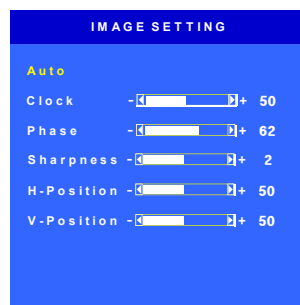 IMAGE SETTING
Auto
Clock - + 50
Phase - + 62
Sharpness - + 2
H-Position - + 50
V-Position - + 50